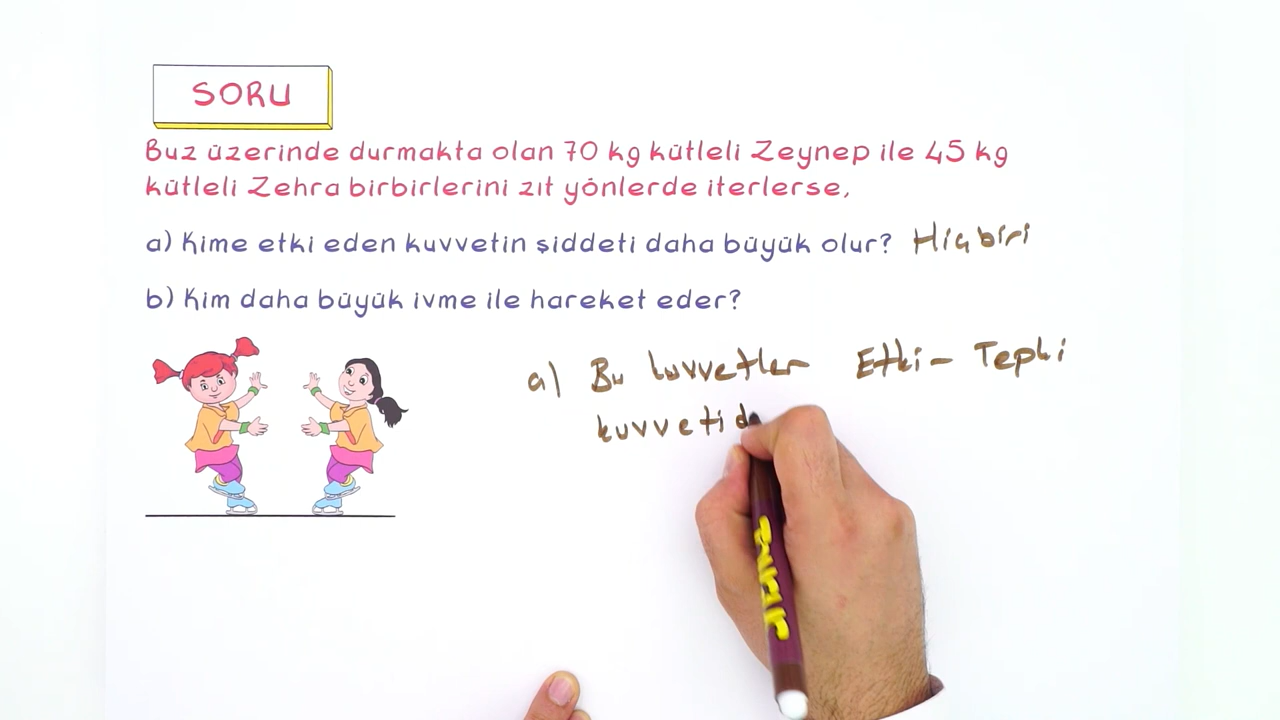 SORU
Buz üzerinde durmakta olan 70 kg kütleli Zeynep ile 45 kg
kütleli Zehra birbirlerini zıt yönlerde iterlerse,
a) Kime etki eden kuvvetin şiddeti daha büyük olur? Hiçbiri
b) Kim daha büyük ivme ile hareket eder?
a) Bu kuvvetler Etki - Tepki
kuvvetid